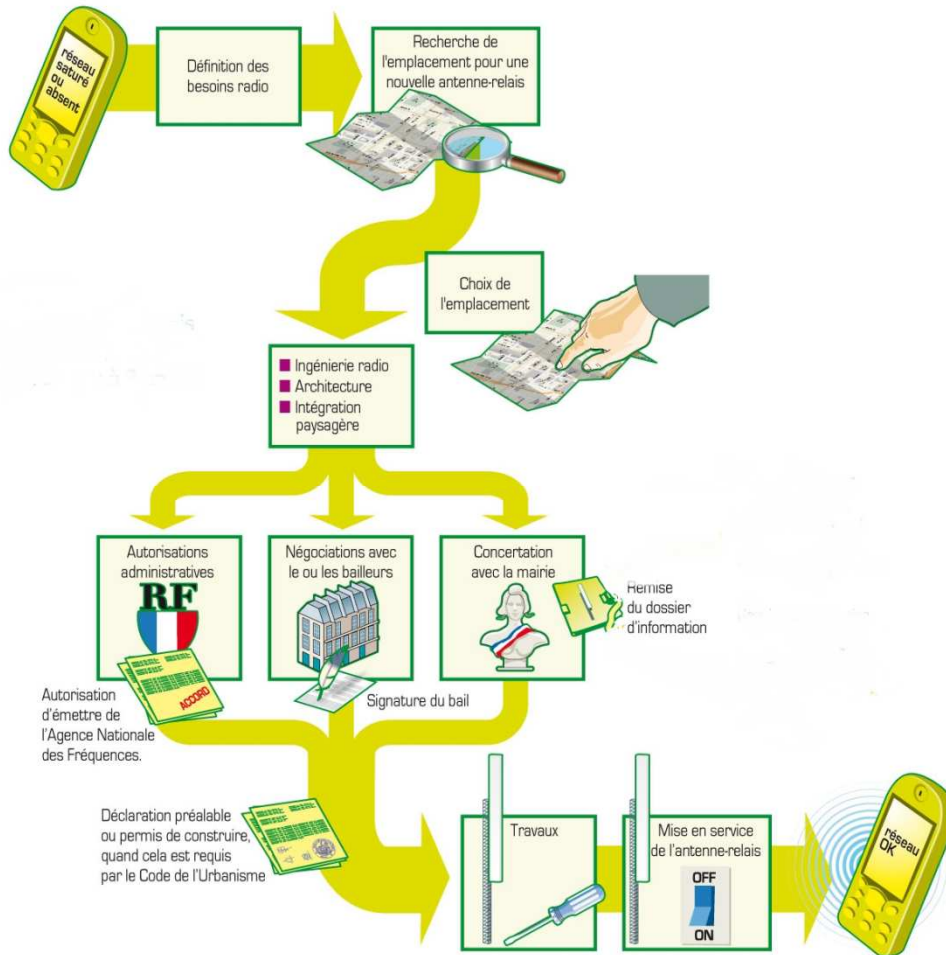 réseau
saturé
ou
absent
Définition des
besoins radio
Recherche de
l'emplacement pour une
nouvelle antenne-relais
Choix de
l'emplacement
Ingénierie radio
Architecture
Intégration
paysagère
Autorisations
administratives
RF
ACCORD
Autorisation
d'émettre de
l'Agence Nationale
des Fréquences.
Négociations avec
le ou les bailleurs
Signature du bail
Concertation
avec la mairie
Remise
du dossier
d'information
Déclaration préalable
ou permis de construire,
quand cela est requis
par le Code de l'Urbanisme
Travaux
Mise en service
de l'antenne-relais
OFF
ON
réseau
OK